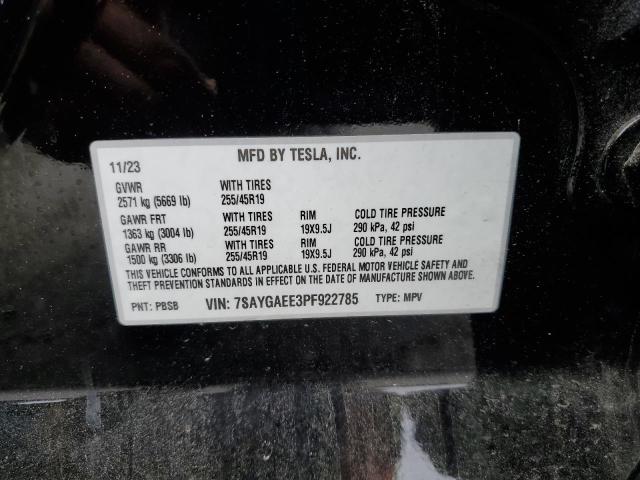 MFD BY TESLA, INC.
11/23
GVWR WITH TIRES
2571 kg (5669 lb) 255/45R19
GAWR FRT WITH TIRES RIM COLD TIRE PRESSURE
1363 kg (3004 lb) 255/45R19 19X9.5J 290 kPa, 42 psi
GAWR RR WITH TIRES RIM COLD TIRE PRESSURE
1500 kg (3306 lb) 255/45R19 19X9.5J 290 kPa, 42 psi
THIS VEHICLE CONFORMS TO ALL APPLICABLE U.S. FEDERAL MOTOR VEHICLE SAFETY AND
THEFT PREVENTION STANDARDS IN EFFECT ON THE DATE OF MANUFACTURE SHOWN ABOVE.
PNT: PBSB VIN: 7SAYGAEE3PF922785 TYPE: MPV